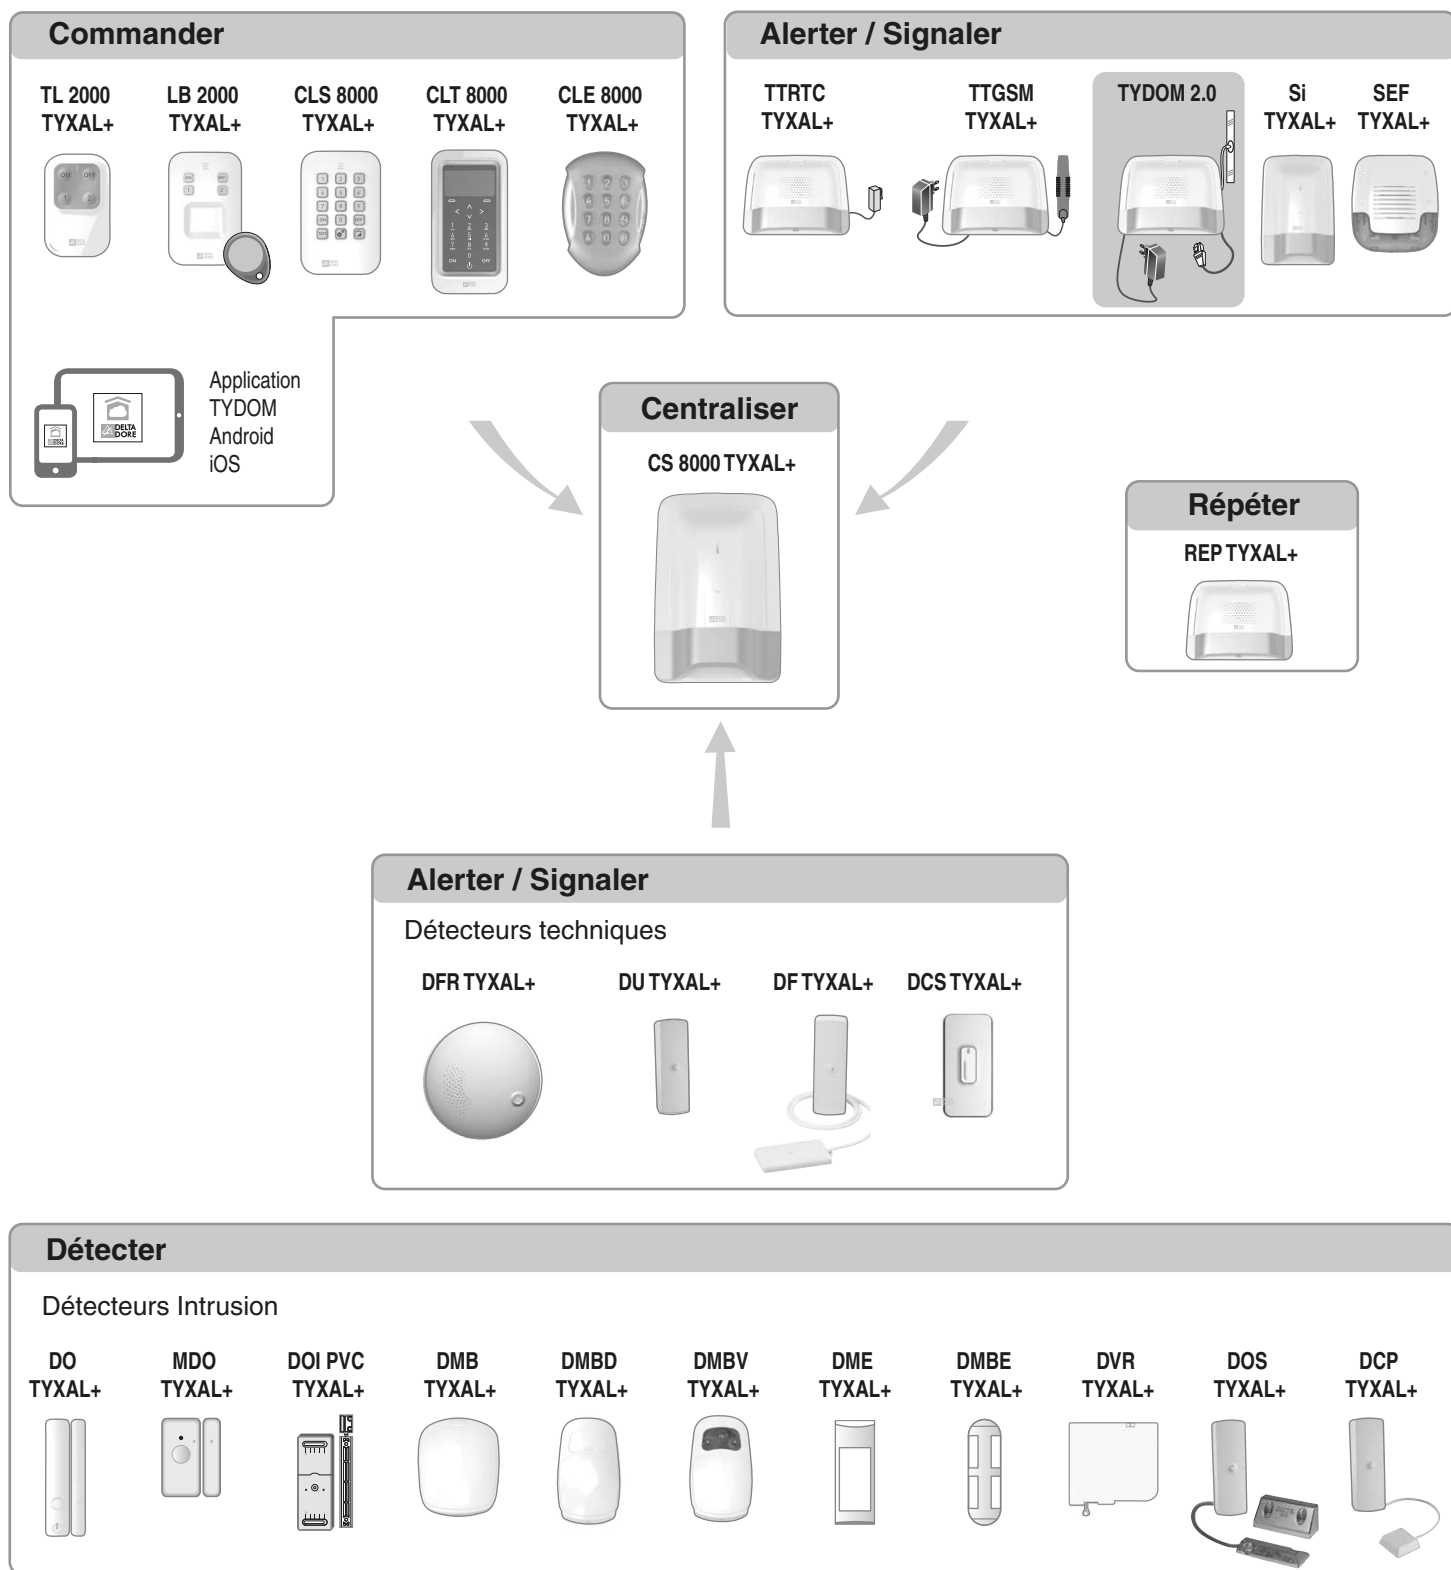 Commander
TL 2000
TYXAL+
LB 2000
TYXAL+
CLS 8000
TYXAL+
CLT 8000
TYXAL+
CLE 8000
TYXAL+
DELTA
DORE
Application
TYDOM
Android
iOS
Alerter / Signaler
TTRTC
TYXAL+
TTGSM
TYXAL+
TYDOM 2.0
Si
TYXAL+
SEF
TYXAL+
Centraliser
CS 8000 TYXAL+
Répéter
REP TYXAL+
Alerter / Signaler
Détecteurs techniques
DFR TYXAL+
DU TYXAL+
DF TYXAL+
DCS TYXAL+
Détecter
Détecteurs Intrusion
DO
TYXAL+
MDO
TYXAL+
DOI PVC
TYXAL+
DMB
TYXAL+
DMBD
TYXAL+
DMBV
TYXAL+
DME
TYXAL+
DMBE
TYXAL+
DVR
TYXAL+
DOS
TYXAL+
DCP
TYXAL+